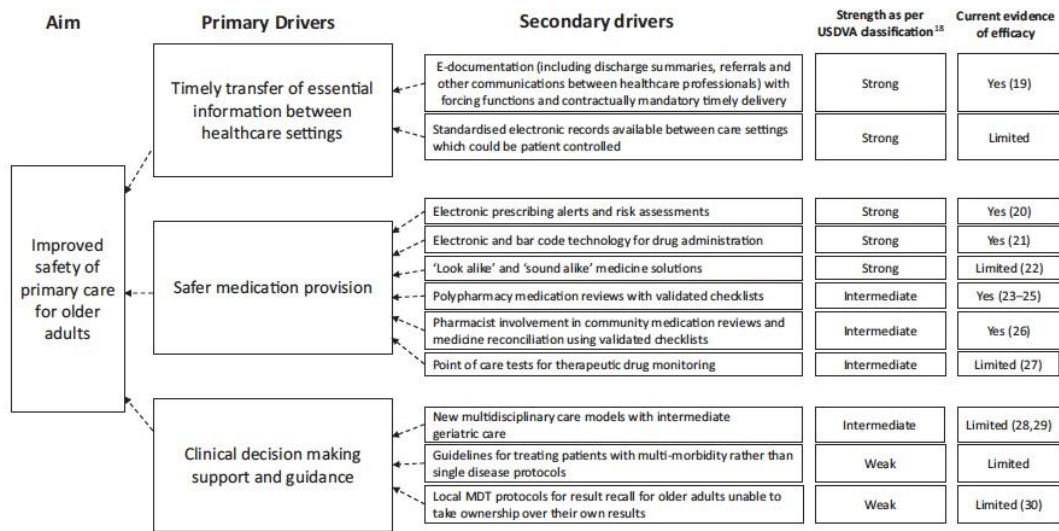 Aim
Primary Drivers
Secondary drivers
Strength as per
USDVA classification18
Current evidence
of efficacy
Improved
safety of
primary care
for older
adults
Timely transfer of essential
information between
healthcare settings
E-documentation (including discharge summaries, referrals and
other communications between healthcare professionals) with
forcing functions and contractually mandatory timely delivery
Strong
Yes (19)
Standardised electronic records available between care settings
which could be patient controlled
Strong
Limited
Safer medication provision
Electronic prescribing alerts and risk assessments
Strong
Yes (20)
Electronic and bar code technology for drug administration
Strong
Yes (21)
‘Look alike’ and ‘sound alike’ medicine solutions
Strong
Limited (22)
Polypharmacy medication reviews with validated checklists
Intermediate
Yes (23–25)
Pharmacist involvement in community medication reviews and
medicine reconciliation using validated checklists
Intermediate
Yes (26)
Point of care tests for therapeutic drug monitoring
Intermediate
Limited (27)
Clinical decision making
support and guidance
New multidisciplinary care models with intermediate
geriatric care
Intermediate
Limited (28,29)
Guidelines for treating patients with multi-morbidity rather than
single disease protocols
Weak
Limited
Local MDT protocols for result recall for older adults unable to
take ownership over their own results
Weak
Limited (30)